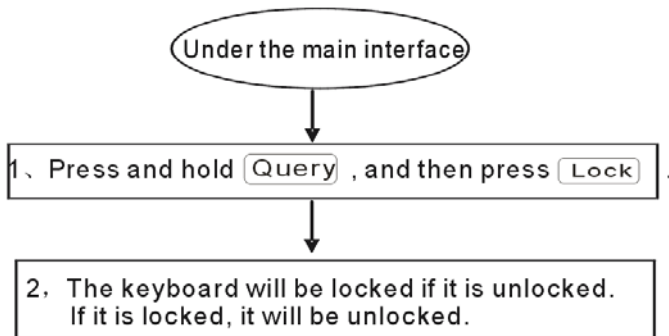 Under the main interface
1、Press and hold Query , and then press Lock .
2, The keyboard will be locked if it is unlocked.
If it is locked, it will be unlocked.